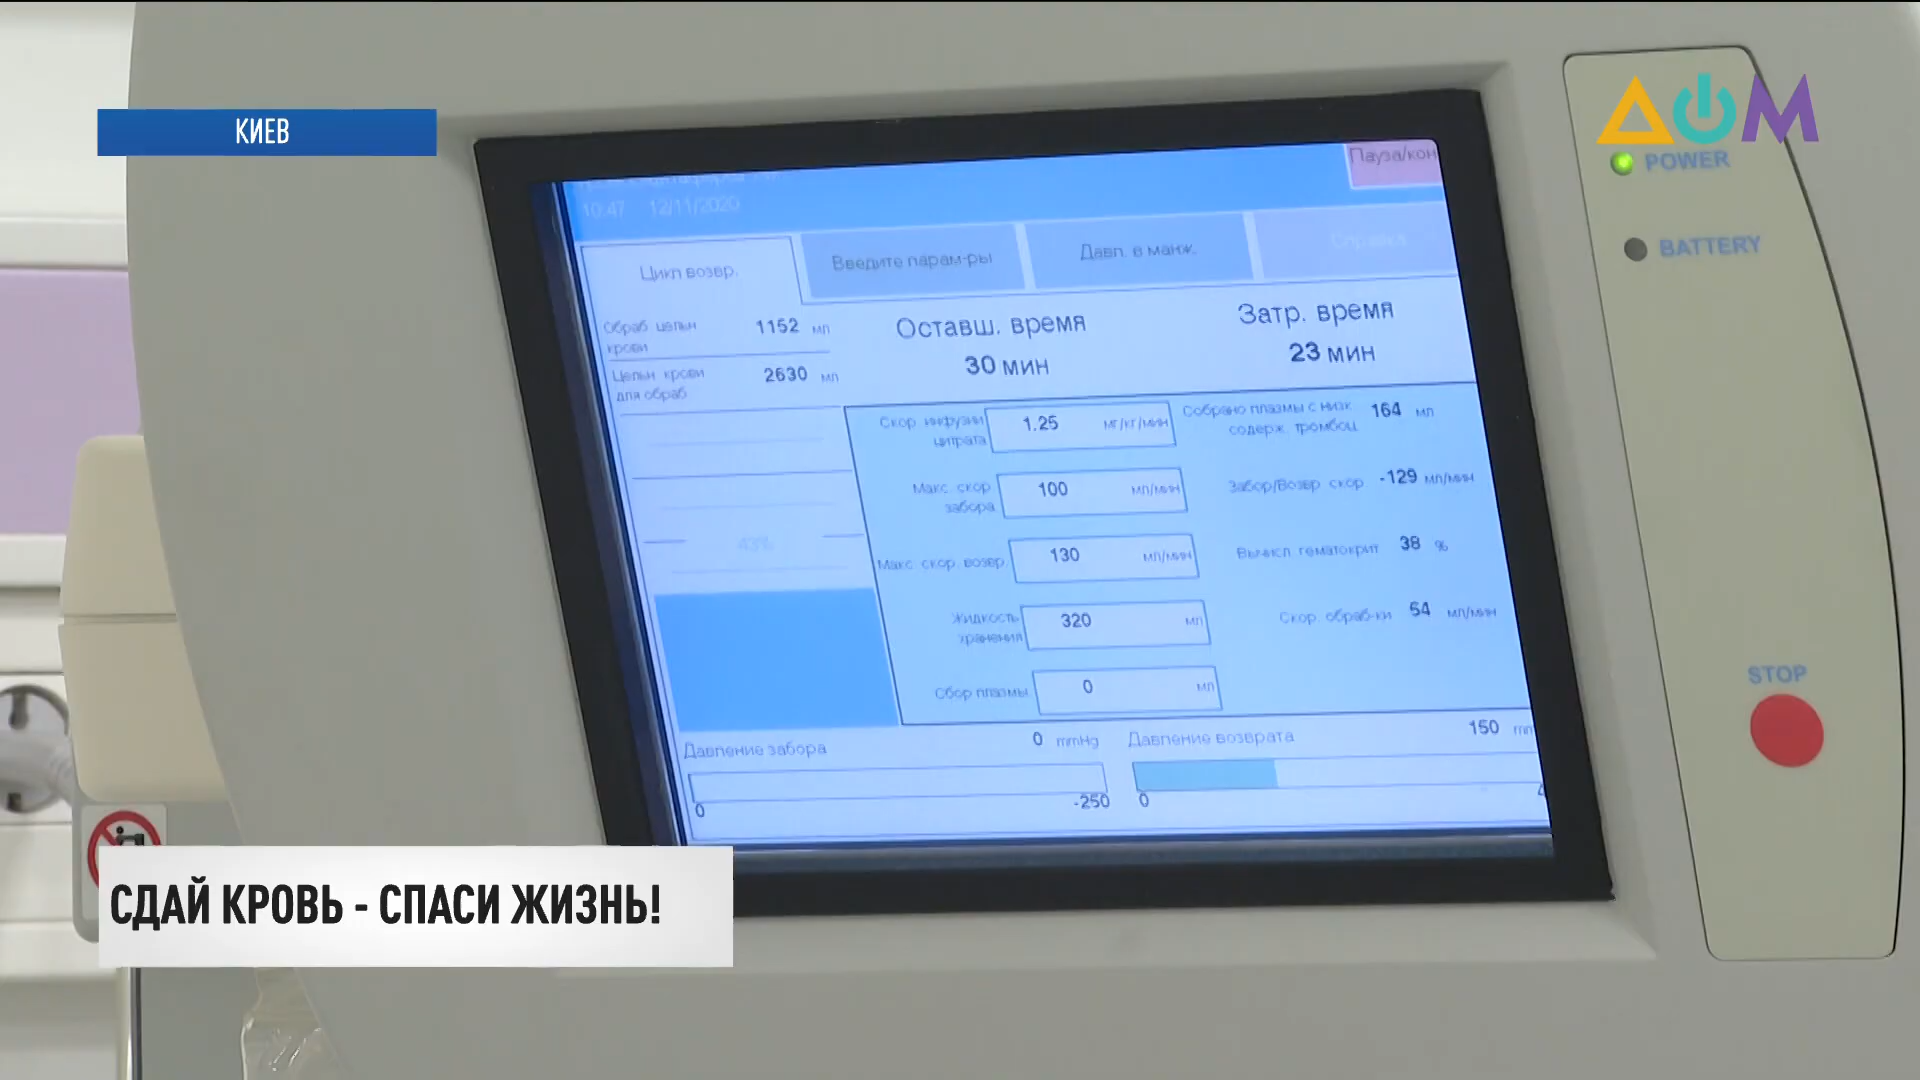 КИЕВ
ДОМ
POWER
BATTERY
STOP
Пауза/кон
10:47 12/11/2020
Цикл возвр.
Введите парам-ры
Давл. в манж.
Справка
Обраб. цельн. крови 1152 мл
Цельн. крови для обраб. 2630 мл
Оставш. время
30 мин
Затр. время
23 мин
43%
Скор. инфузии цитрата 1.25 мг/кг/мин
Макс. скор. забора 100 мл/мин
Макс. скор. возвр. 130 мл/мин
Жидкость хранения 320 мл
Сбор плазмы 0 мл
Собрано плазмы с низк. содерж. тромбоц. 164 мл
Забор/Возвр. скор. -129 мл/мин
Вычисл. гематокрит 38 %
Скор. обраб-ки 54 мл/мин
Давление забора 0 mmHg
0 -250
Давление возврата 150
0
СДАЙ КРОВЬ - СПАСИ ЖИЗНЬ!